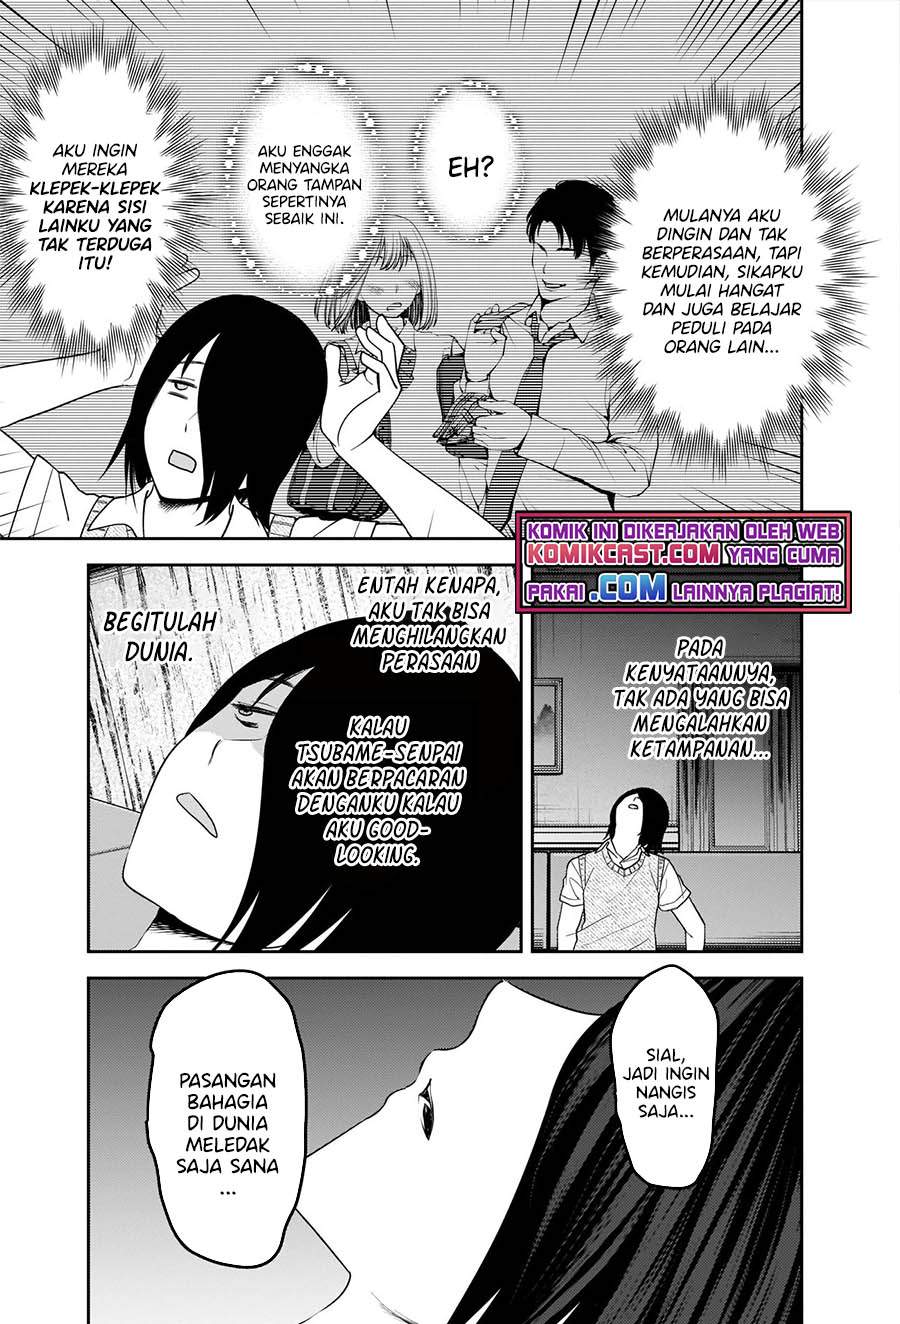 MULANYA AKU
DINGIN DAN TAK
BERPERASAAN, TAPI
KEMUDIAN, SIKAPKU
MULAI HANGAT
DAN JUGA BELAJAR
PEDULI PADA
ORANG LAIN...
EH?
AKU ENGGAK
MENYANGKA
ORANG TAMPAN
SEPERTINYA
SEBAIK INI.
AKU INGIN
MEREKA
KLEPEK-KLEPEK
KARENA SISI
LAINKU YANG
TAK TERDUGA
ITU!
KOMIK INI DIKERJAKAN OLEH WEB
KOMIKCAST.COM YANG CUMA
PAKAI .COM LAINNYA PLAGIAT!
PADA
KENYATAANNYA,
TAK ADA YANG BISA
MENGALAHKAN
KETAMPANAN...
ENTAH KENAPA,
AKU TAK BISA
MENGHILANGKAN
PERASAAN
KALAU
TSUBAME-SENPAI
AKAN BERPACARAN
DENGANKU KALAU
AKU GOOD-
LOOKING.
BEGITULAH
DUNIA.
SIAL,
JADI INGIN
NANGIS
SAJA...
PASANGAN
BAHAGIA
DI DUNIA
MELEDAK
SAJA SANA
...